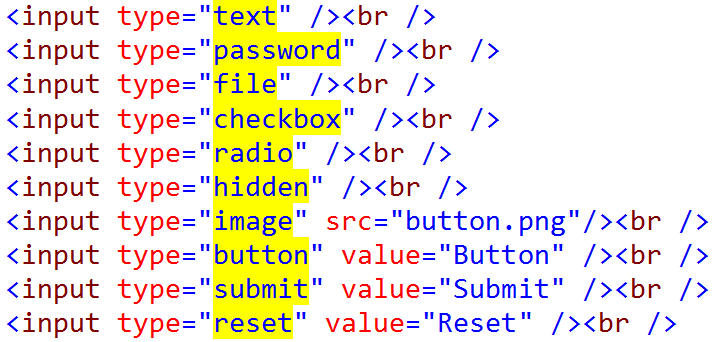 <input type="text" /><br />
<input type="password" /><br />
<input type="file" /><br />
<input type="checkbox" /><br />
<input type="radio" /><br />
<input type="hidden" /><br />
<input type="image" src="button.png"/><br />
<input type="button" value="Button" /><br />
<input type="submit" value="Submit" /><br />
<input type="reset" value="Reset" /><br />